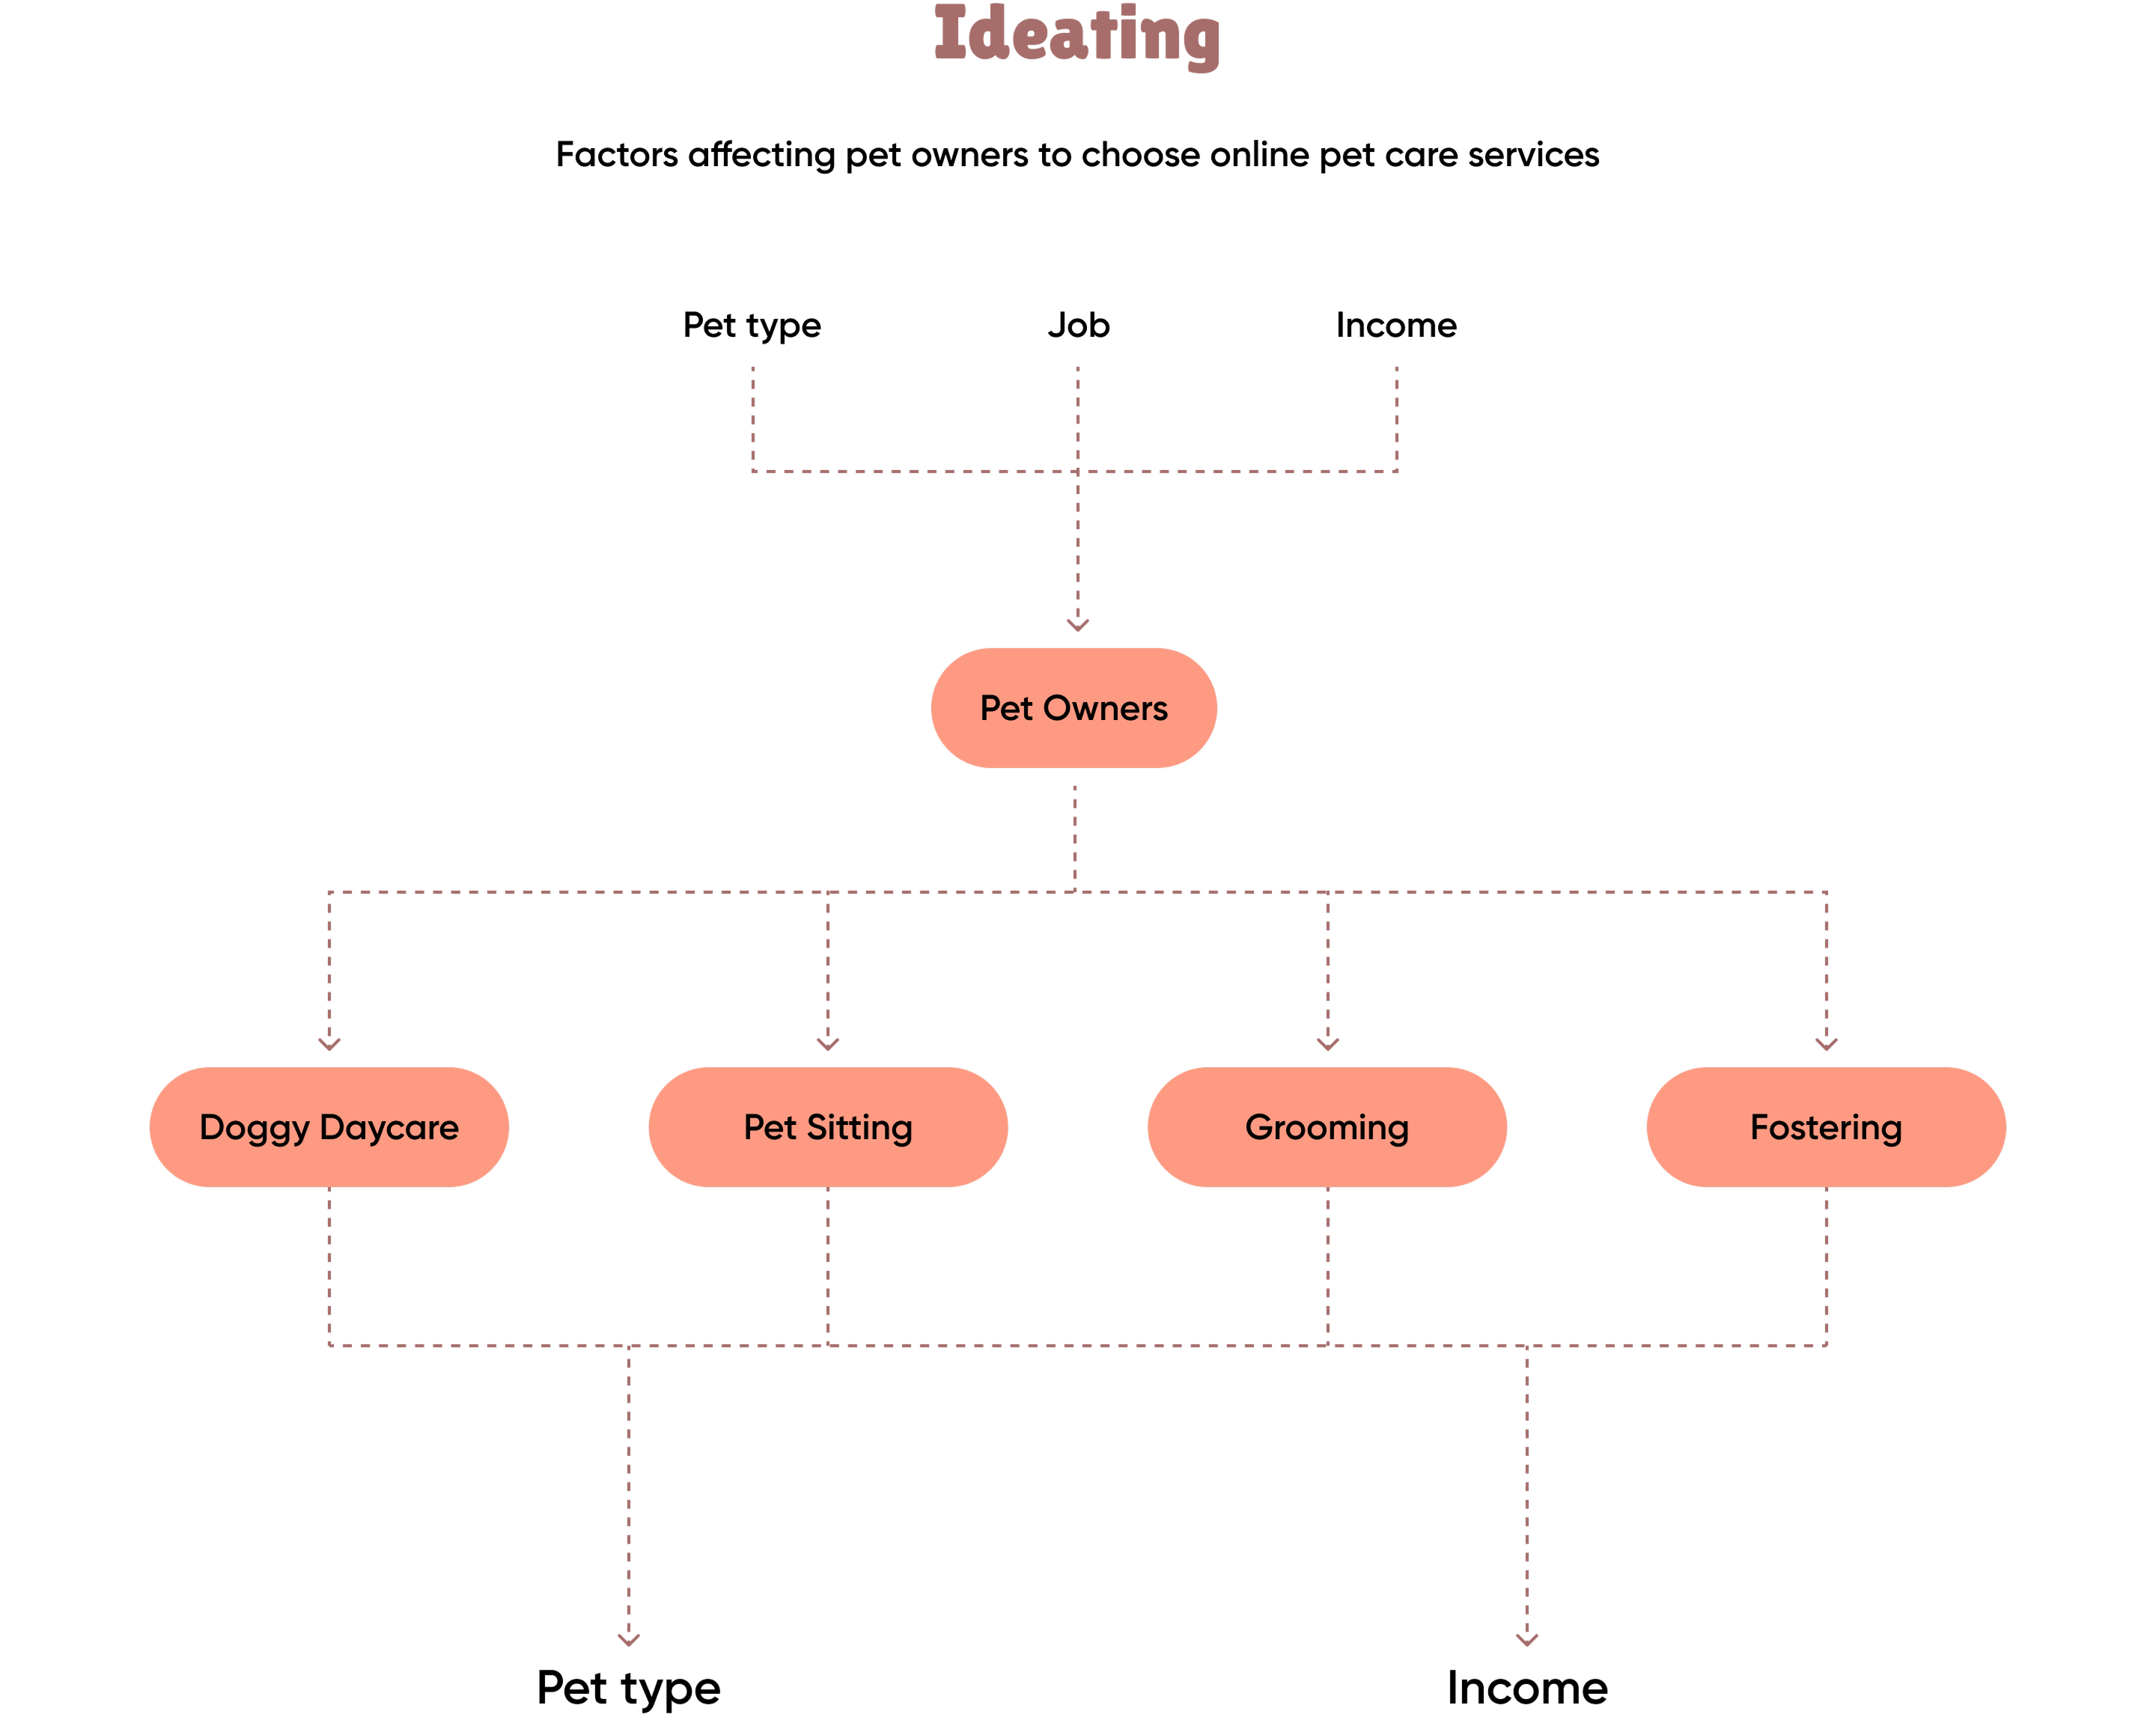 Ideating
Factors affecting pet owners to choose online pet care services
Pet type
Job
Income
Pet Owners
Doggy Daycare
Pet Sitting
Grooming
Fostering
Pet type
Income